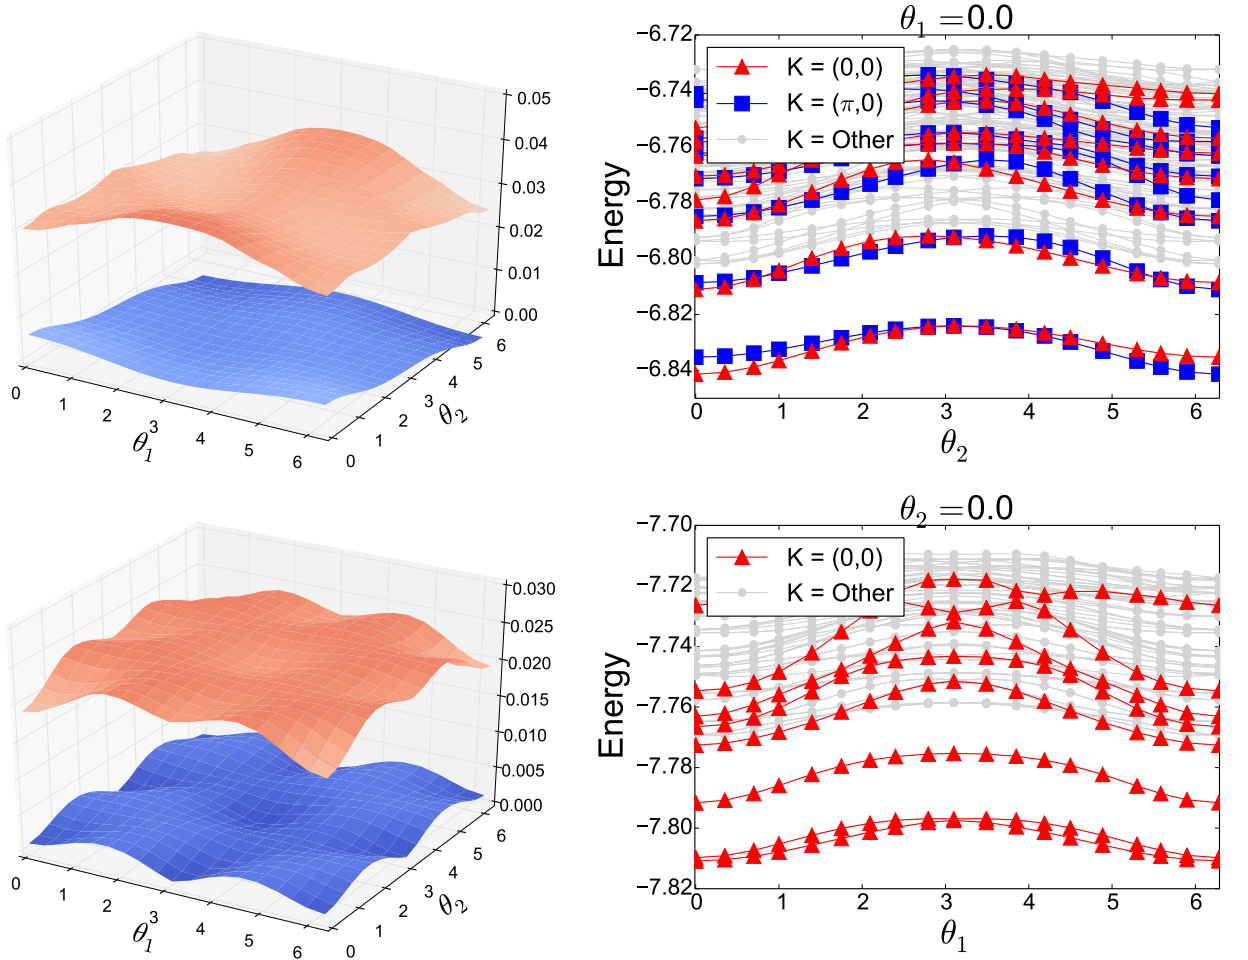 0.05
0.04
0.03
0.02
0.01
0.00
0 1 2 3 4 5 6
0 1 2 3 4 5 6
θ₁
θ₂
θ₁ = 0.0
−6.72
−6.74
−6.76
−6.78
−6.80
−6.82
−6.84
Energy
K = (0,0)
K = (π,0)
K = Other
0 1 2 3 4 5 6
θ₂
0.030
0.025
0.020
0.015
0.010
0.005
0.000
0 1 2 3 4 5 6
0 1 2 3 4 5 6
θ₁
θ₂
θ₂ = 0.0
−7.70
−7.72
−7.74
−7.76
−7.78
−7.80
−7.82
Energy
K = (0,0)
K = Other
0 1 2 3 4 5 6
θ₁